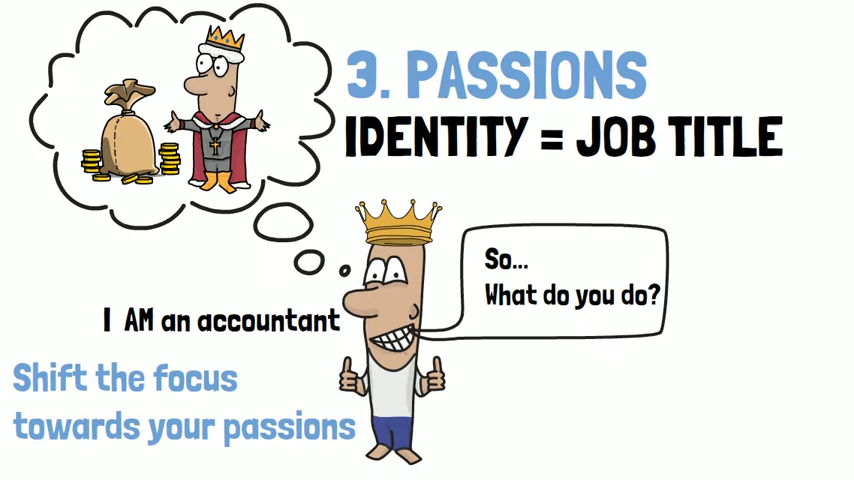 3. PASSIONS
IDENTITY = JOB TITLE
So...
What do you do?
I AM an accountant
Shift the focus
towards your passions